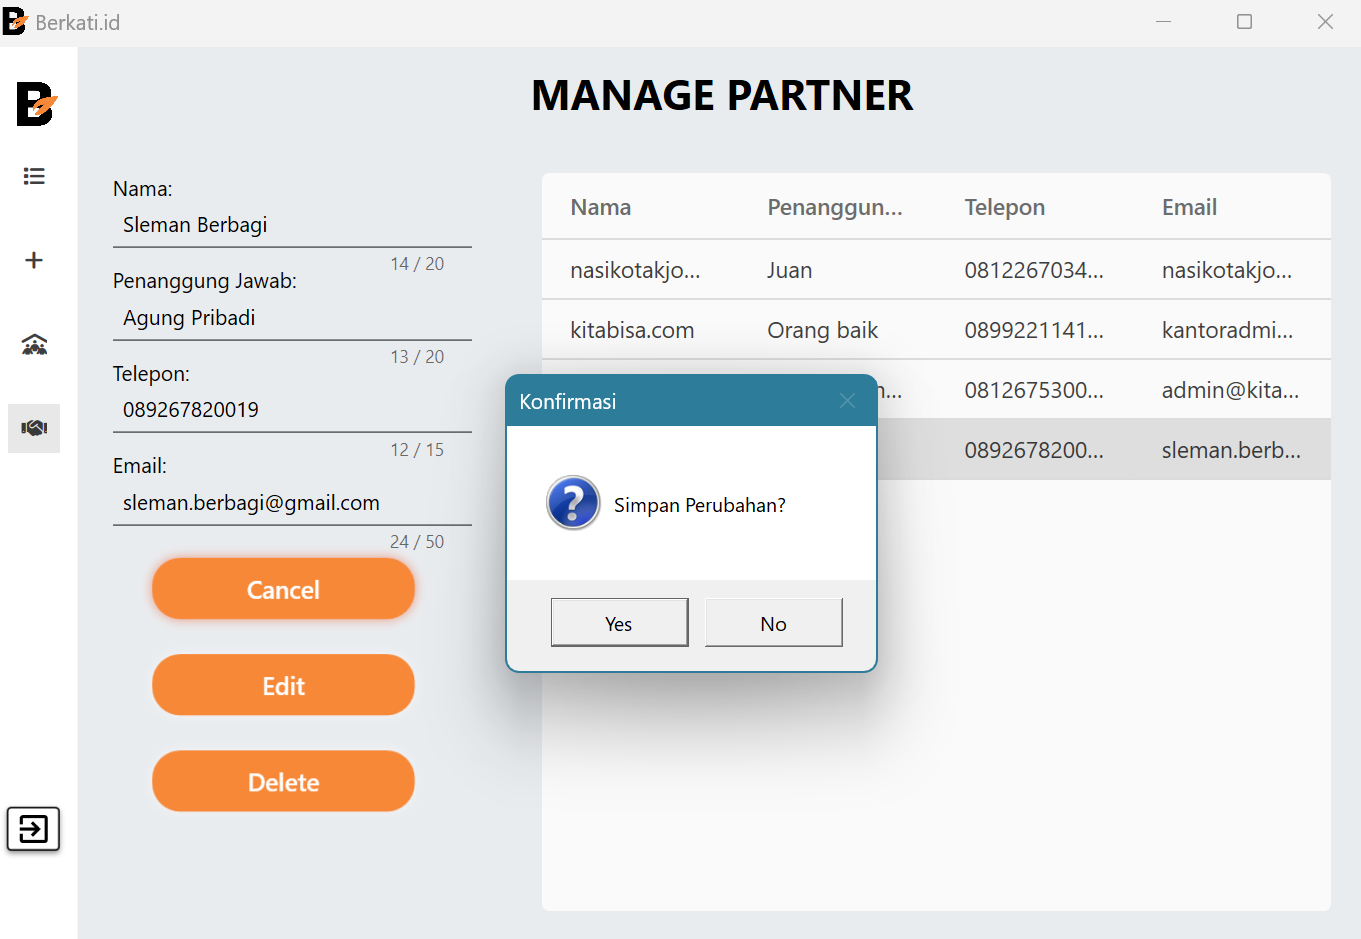 Berkati.id
MANAGE PARTNER
Nama:
Sleman Berbagi
14 / 20
Penanggung Jawab:
Agung Pribadi
13 / 20
Telepon:
089267820019
12 / 15
Email:
sleman.berbagi@gmail.com
24 / 50
Cancel
Edit
Delete
Nama Penanggun... Telepon Email
nasikotakjo... Juan 0812267034... nasikotakjo...
kitabisa.com Orang baik 0899221141... kantoradmi...
0812675300... admin@kita...
0892678200... sleman.berb...
Konfirmasi
Simpan Perubahan?
Yes No